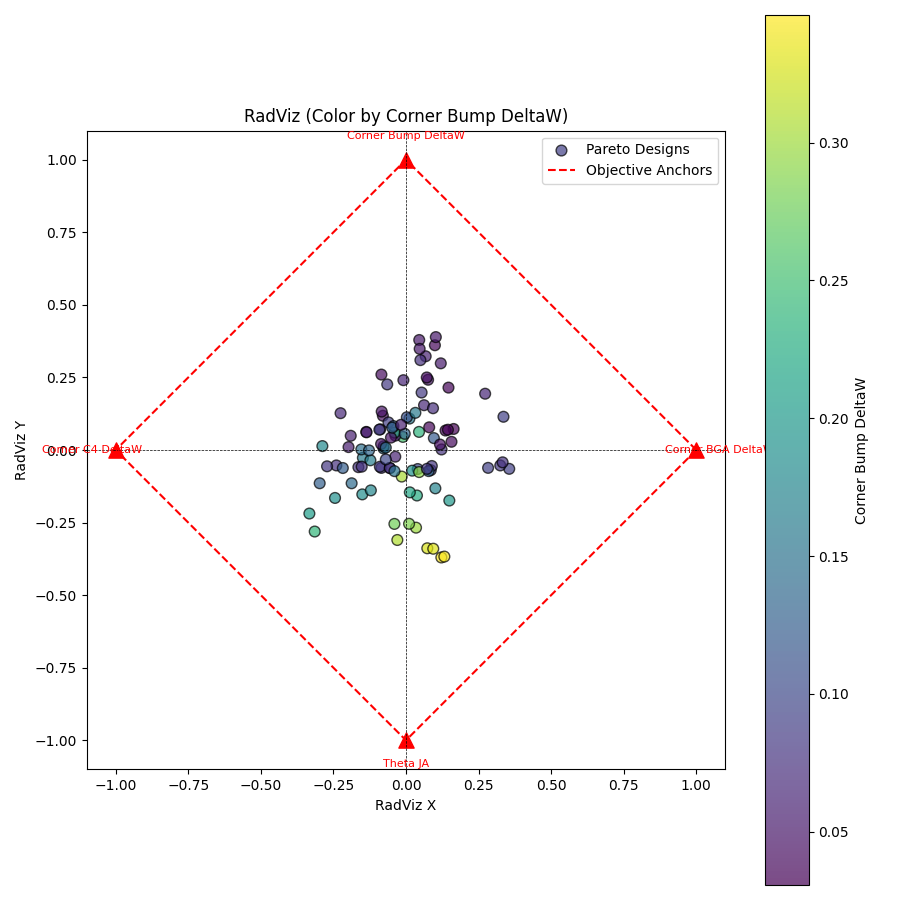 RadViz (Color by Corner Bump DeltaW)
Corner Bump DeltaW
Pareto Designs
Objective Anchors
1.00
0.75
0.50
0.25
0.00
−0.25
−0.50
−0.75
−1.00
RadViz Y
Corner C4 DeltaW
Corner BGA DeltaW
Theta JA
−1.00 −0.75 −0.50 −0.25 0.00 0.25 0.50 0.75 1.00
RadViz X
0.30
0.25
0.20
0.15
0.10
0.05
Corner Bump DeltaW